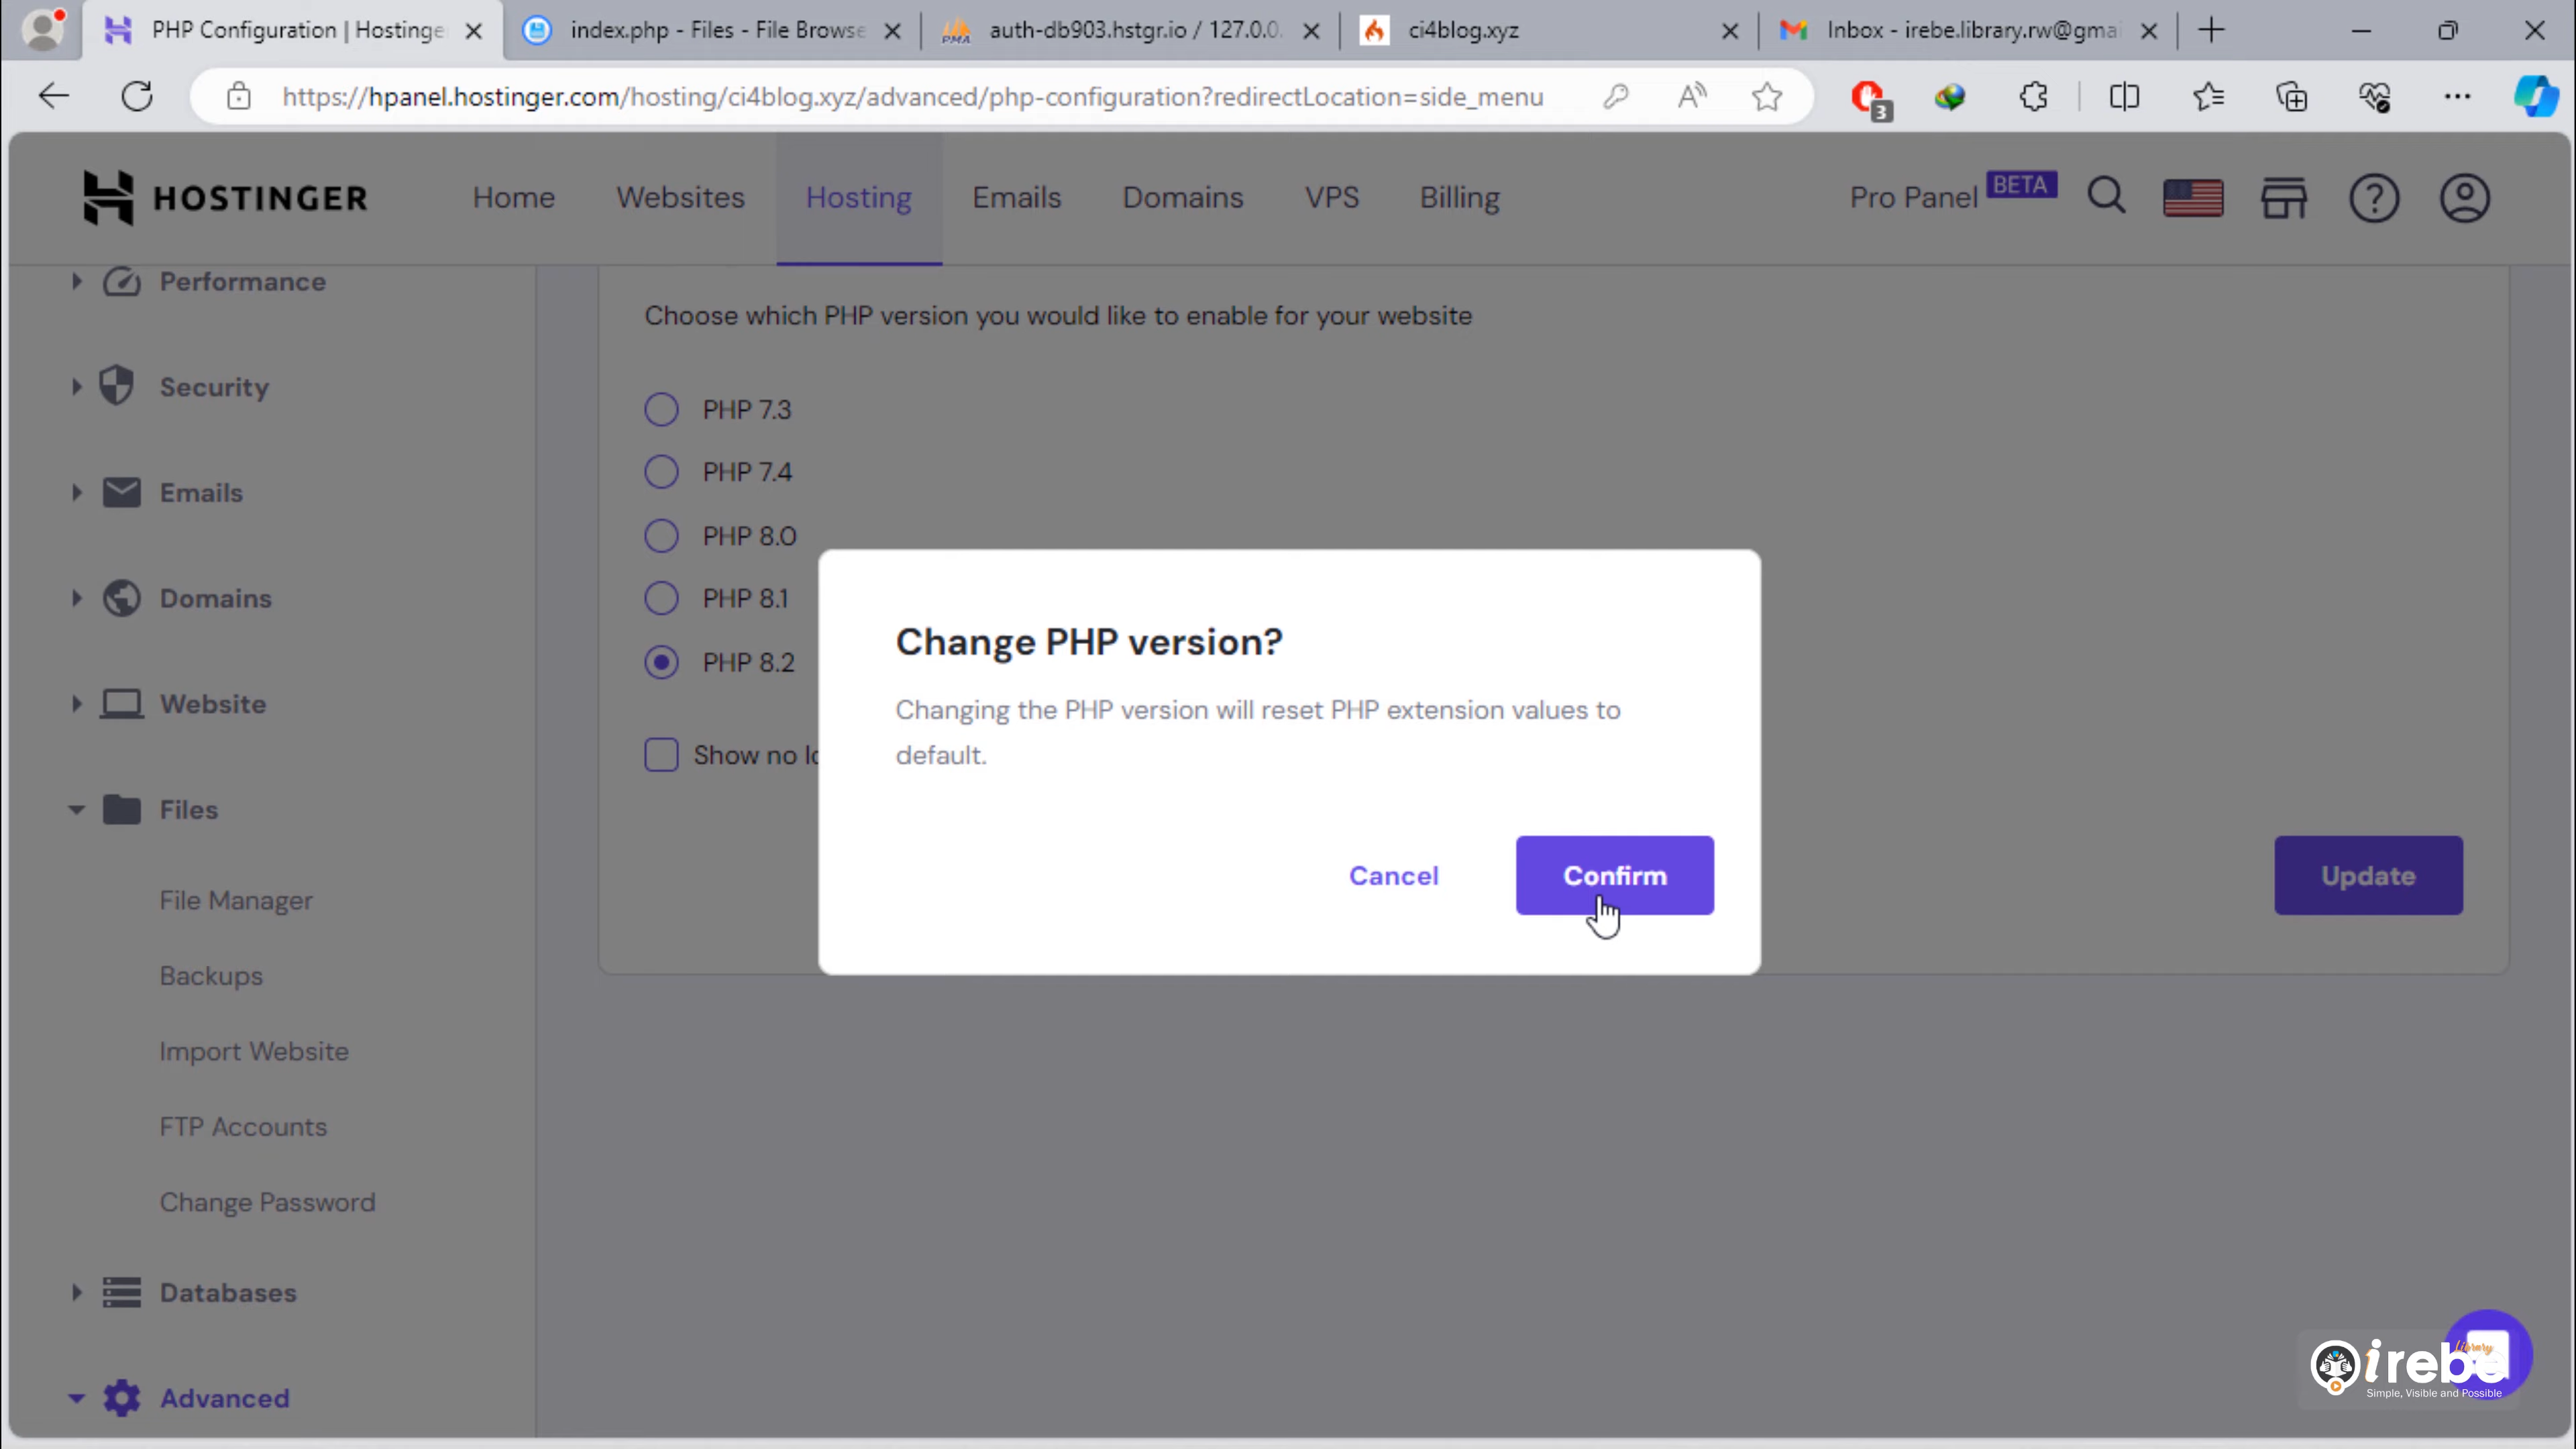 PHP Configuration | Hostinge
index.php - Files - File Browse
PMA
auth-db903.hstgr.io / 127.0.0.
ci4blog.xyz
Inbox - irebe.library.rw@gmai
https://hpanel.hostinger.com/hosting/ci4blog.xyz/advanced/php-configuration?redirectLocation=side_menu
3
HOSTINGER
Home
Websites
Hosting
Emails
Domains
VPS
Billing
Pro Panel
BETA
Performance
Security
Emails
Domains
Website
Files
File Manager
Backups
Import Website
FTP Accounts
Change Password
Databases
Advanced
Choose which PHP version you would like to enable for your website
PHP 7.3
PHP 7.4
PHP 8.0
PHP 8.1
PHP 8.2
Show no lo
Update
Change PHP version?
Changing the PHP version will reset PHP extension values to
default.
Cancel
Confirm
irebe
Library
Simple, Visible and Possible